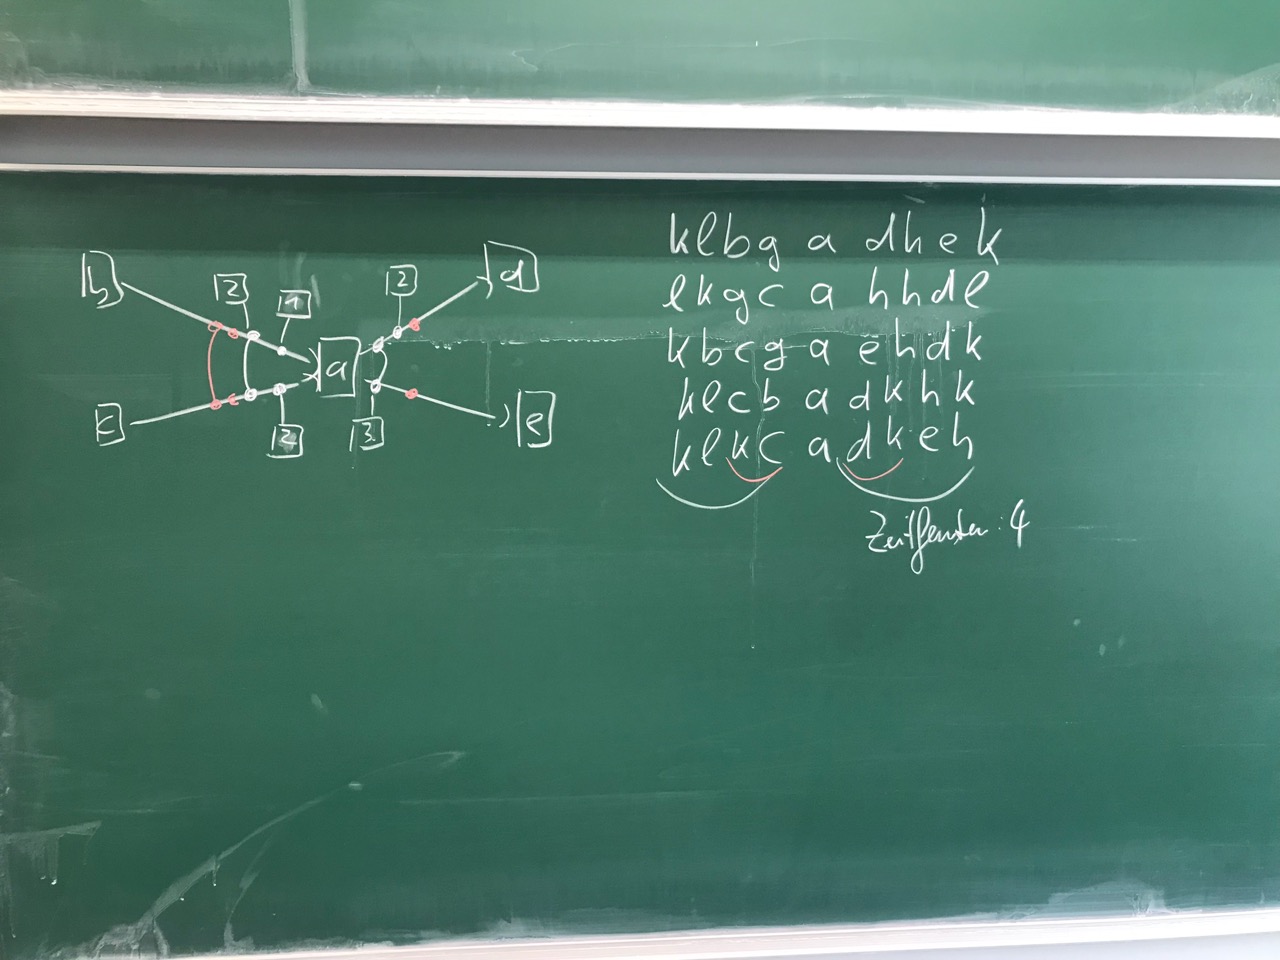 b
d
2
1
2
a
c
e
2
3
klbg a dhek
lkgc a hhdl
kbcg a ehdk
klcb a dkhk
klkc a dkeh
Zeitfenster: 4